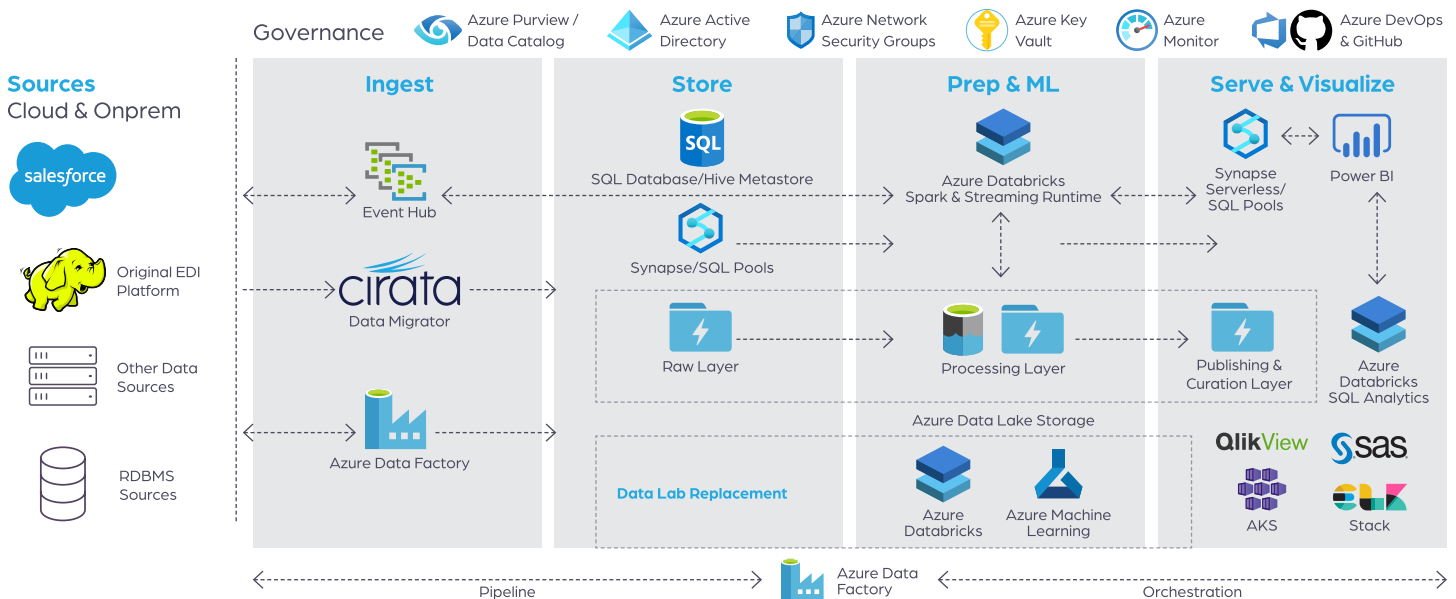 Governance
Azure Purview /
Data Catalog
Azure Active
Directory
Azure Network
Security Groups
Azure Key
Vault
Azure
Monitor
Azure DevOps
& GitHub
Sources
Cloud & Onprem
salesforce
Original EDI
Platform
Other Data
Sources
RDBMS
Sources
Ingest
Event Hub
cirata
Data Migrator
Azure Data Factory
Store
SQL
SQL Database/Hive Metastore
Synapse/SQL Pools
Raw Layer
Prep & ML
Azure Databricks
Spark & Streaming Runtime
Processing Layer
Azure Data Lake Storage
Data Lab Replacement
Azure
Databricks
Azure Machine
Learning
Serve & Visualize
Synapse
Serverless/
SQL Pools
Power BI
Publishing &
Curation Layer
Azure
Databricks
SQL Analytics
QlikView
sas
AKS
ELK
Stack
Pipeline
Azure Data
Factory
Orchestration